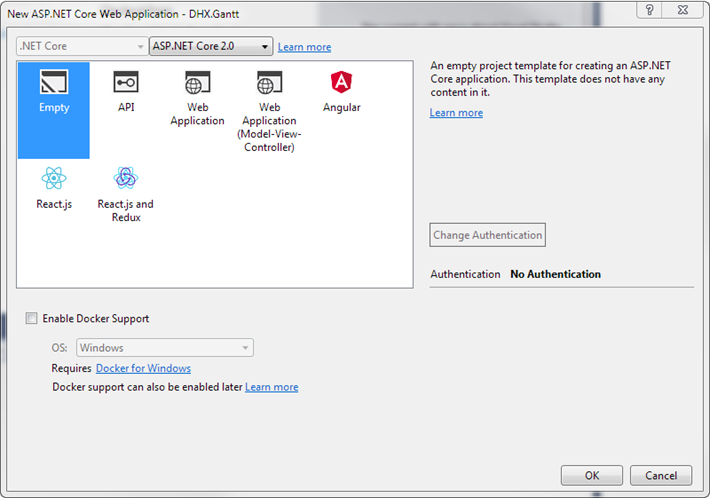 New ASP.NET Core Web Application - DHX.Gantt
.NET Core
ASP.NET Core 2.0
Learn more
Empty
API
Web
Application
Web
Application
(Model-View-
Controller)
Angular
React.js
React.js and
Redux
An empty project template for creating an ASP.NET
Core application. This template does not have any
content in it.
Learn more
Change Authentication
Authentication No Authentication
Enable Docker Support
OS: Windows
Requires Docker for Windows
Docker support can also be enabled later Learn more
OK
Cancel